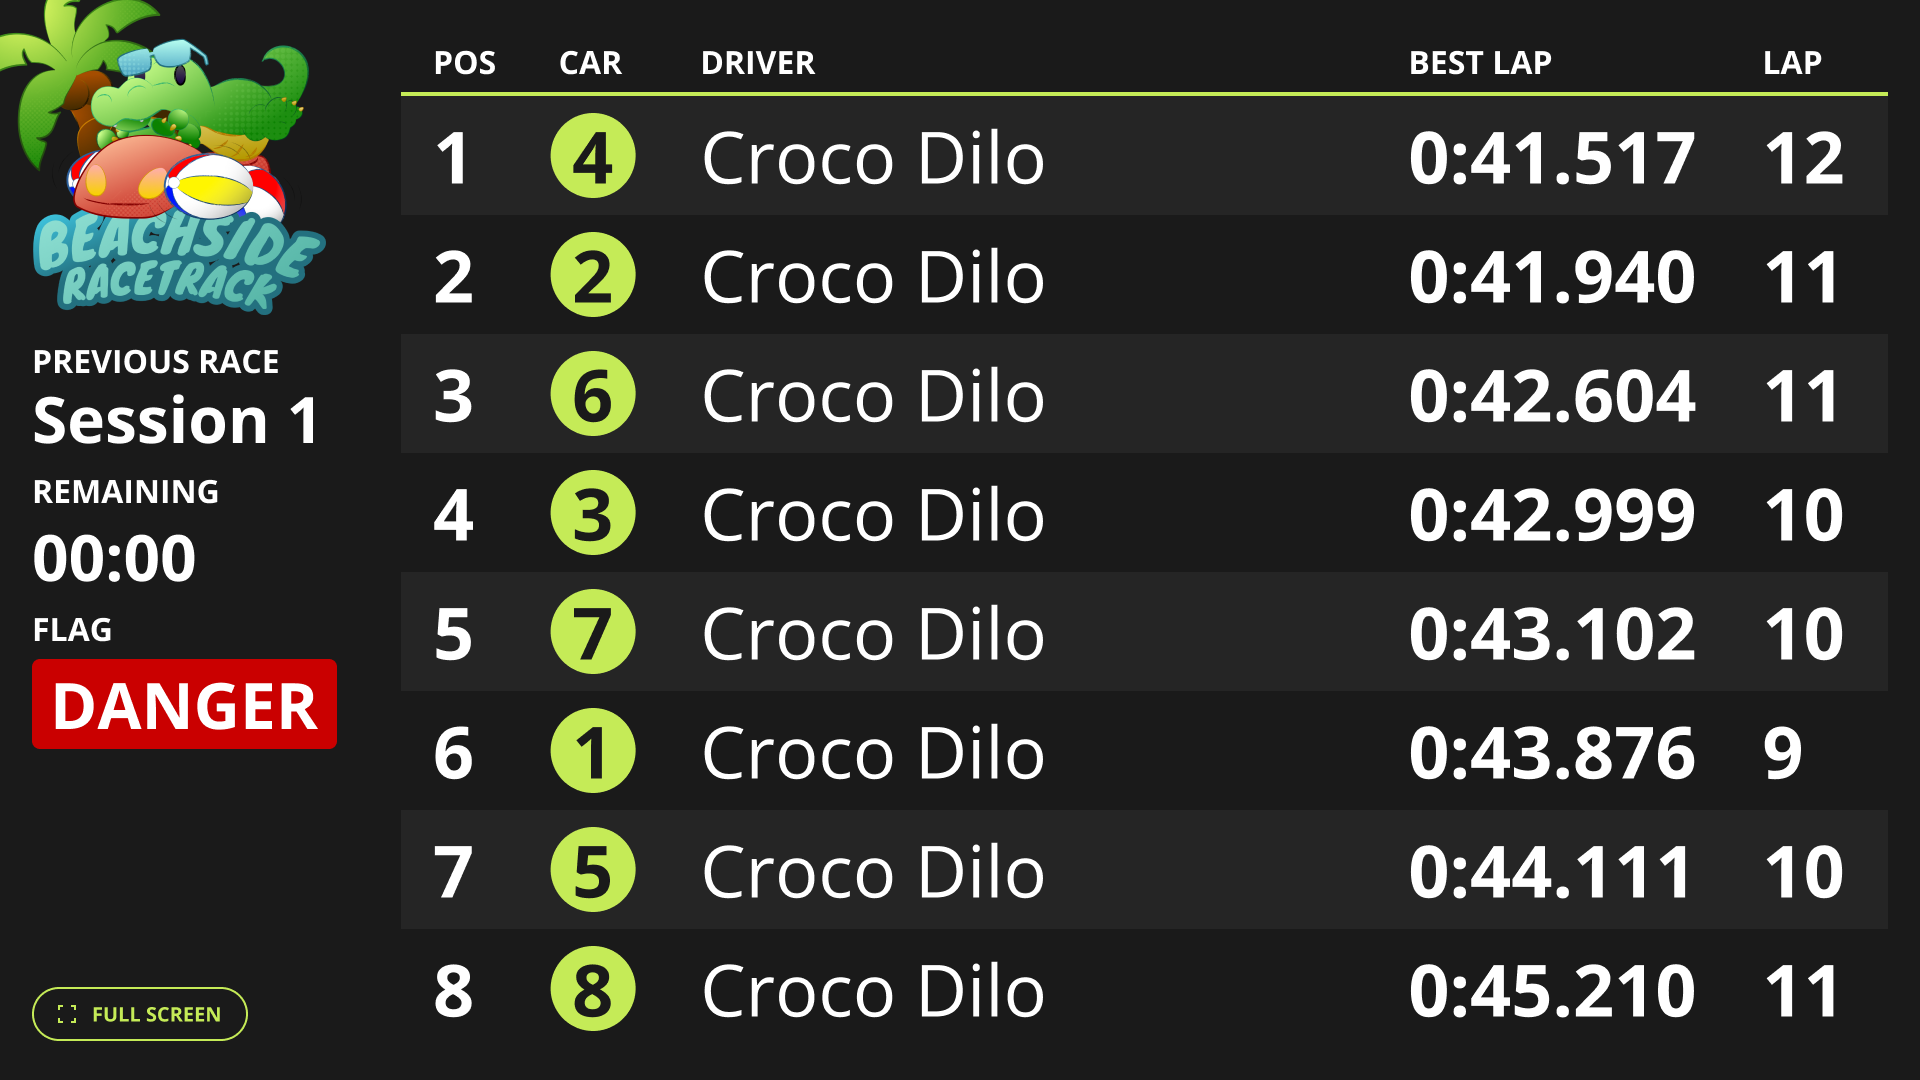 BEACHSIDE
RACETRACK
PREVIOUS RACE
Session 1
REMAINING
00:00
FLAG
DANGER
FULL SCREEN
POS CAR DRIVER BEST LAP LAP
1 4 Croco Dilo 0:41.517 12
2 2 Croco Dilo 0:41.940 11
3 6 Croco Dilo 0:42.604 11
4 3 Croco Dilo 0:42.999 10
5 7 Croco Dilo 0:43.102 10
6 1 Croco Dilo 0:43.876 9
7 5 Croco Dilo 0:44.111 10
8 8 Croco Dilo 0:45.210 11